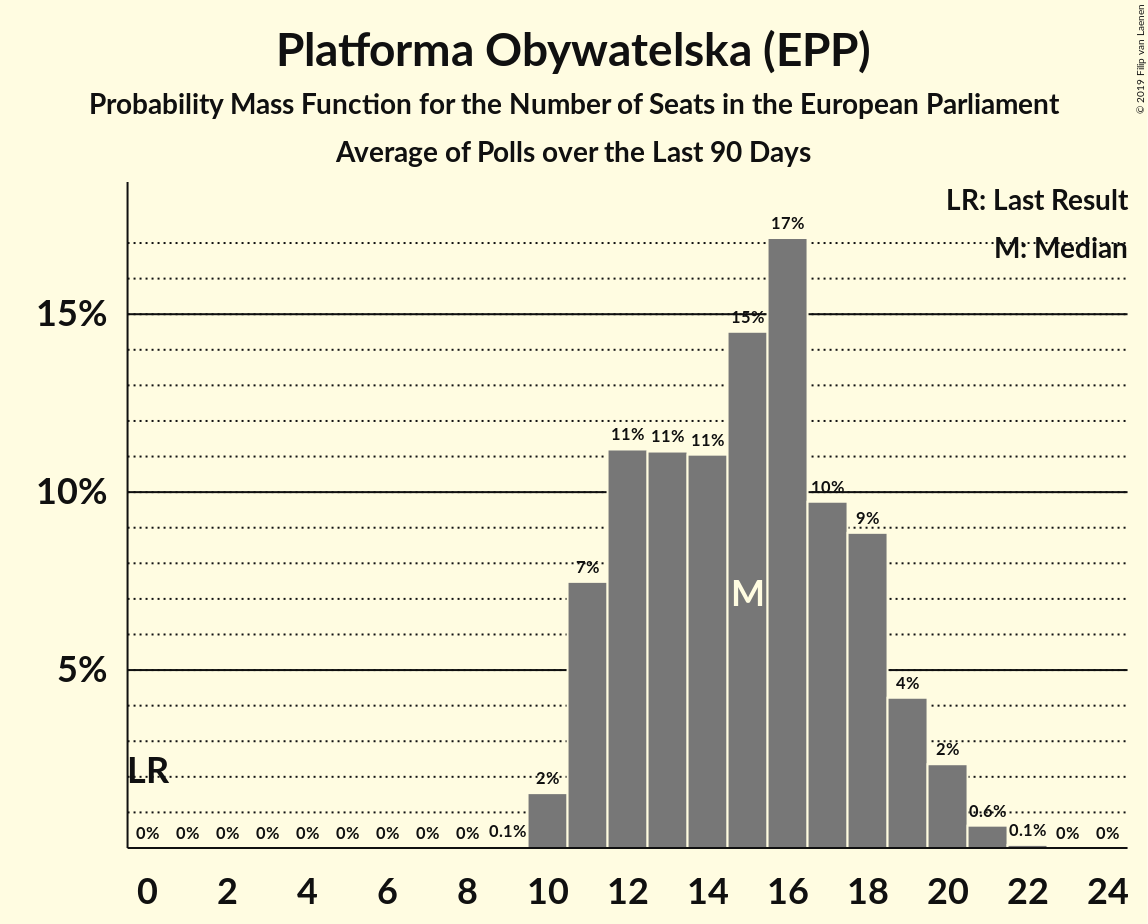 Platforma Obywatelska (EPP)
Probability Mass Function for the Number of Seats in the European Parliament
Average of Polls over the Last 90 Days
© 2019 Filip van Laenen
LR: Last Result
M: Median
17%
15%
15%
11% 11% 11%
10%
10%
9%
7%
M
5%
4%
LR
2%
2%
0% 0% 0% 0% 0% 0% 0% 0% 0% 0.1%
0.6% 0.1% 0% 0%
0 2 4 6 8 10 12 14 16 18 20 22 24